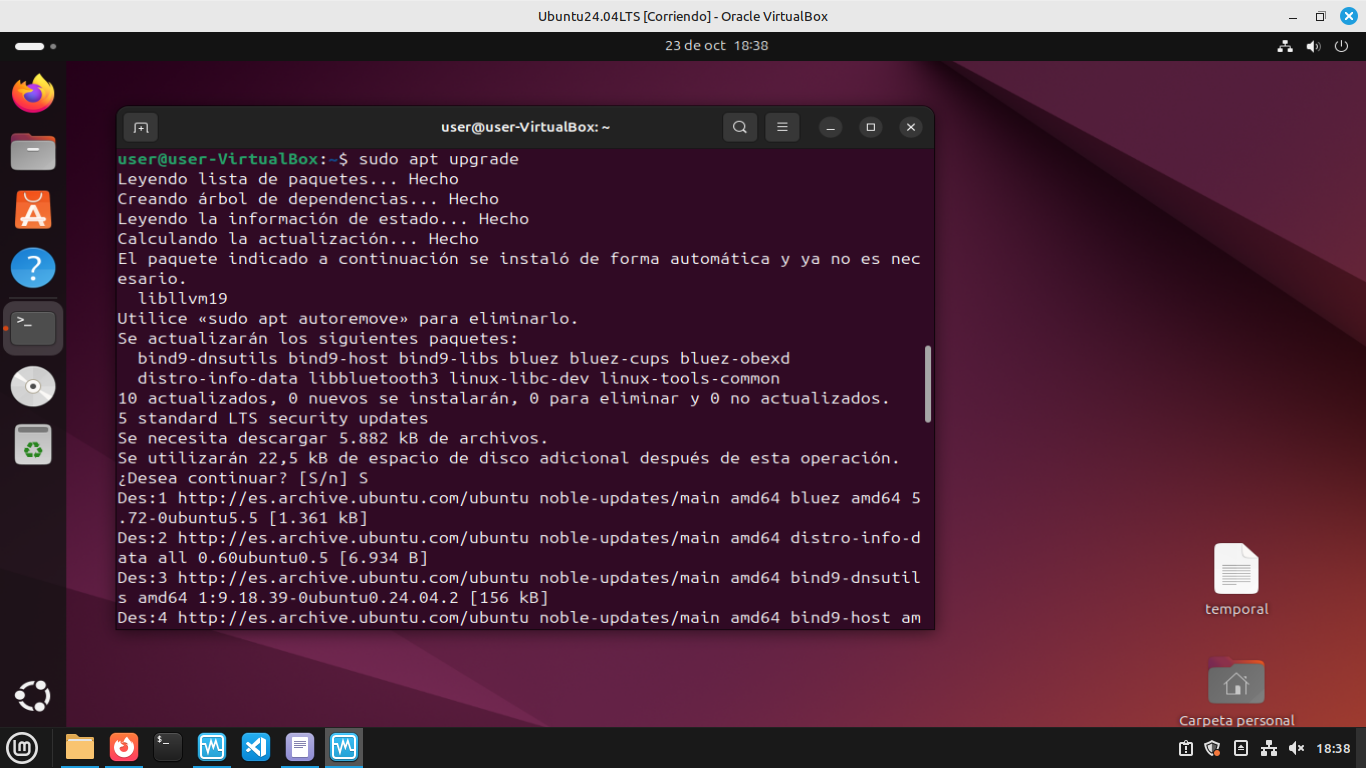 Ubuntu24.04LTS [Corriendo] - Oracle VirtualBox
23 de oct 18:38
user@user-VirtualBox: ~
user@user-VirtualBox:~$ sudo apt upgrade
Leyendo lista de paquetes... Hecho
Creando árbol de dependencias... Hecho
Leyendo la información de estado... Hecho
Calculando la actualización... Hecho
El paquete indicado a continuación se instaló de forma automática y ya no es nec
esario.
libllvm19
Utilice «sudo apt autoremove» para eliminarlo.
Se actualizarán los siguientes paquetes:
bind9-dnsutils bind9-host bind9-libs bluez bluez-cups bluez-obexd
distro-info-data libbluetooth3 linux-libc-dev linux-tools-common
10 actualizados, 0 nuevos se instalarán, 0 para eliminar y 0 no actualizados.
5 standard LTS security updates
Se necesita descargar 5.882 kB de archivos.
Se utilizarán 22,5 kB de espacio de disco adicional después de esta operación.
¿Desea continuar? [S/n] S
Des:1 http://es.archive.ubuntu.com/ubuntu noble-updates/main amd64 bluez amd64 5
.72-0ubuntu5.5 [1.361 kB]
Des:2 http://es.archive.ubuntu.com/ubuntu noble-updates/main amd64 distro-info-d
ata all 0.60ubuntu0.5 [6.934 B]
Des:3 http://es.archive.ubuntu.com/ubuntu noble-updates/main amd64 bind9-dnsutil
s amd64 1:9.18.39-0ubuntu0.24.04.2 [156 kB]
Des:4 http://es.archive.ubuntu.com/ubuntu noble-updates/main amd64 bind9-host am
temporal
Carpeta personal
18:38